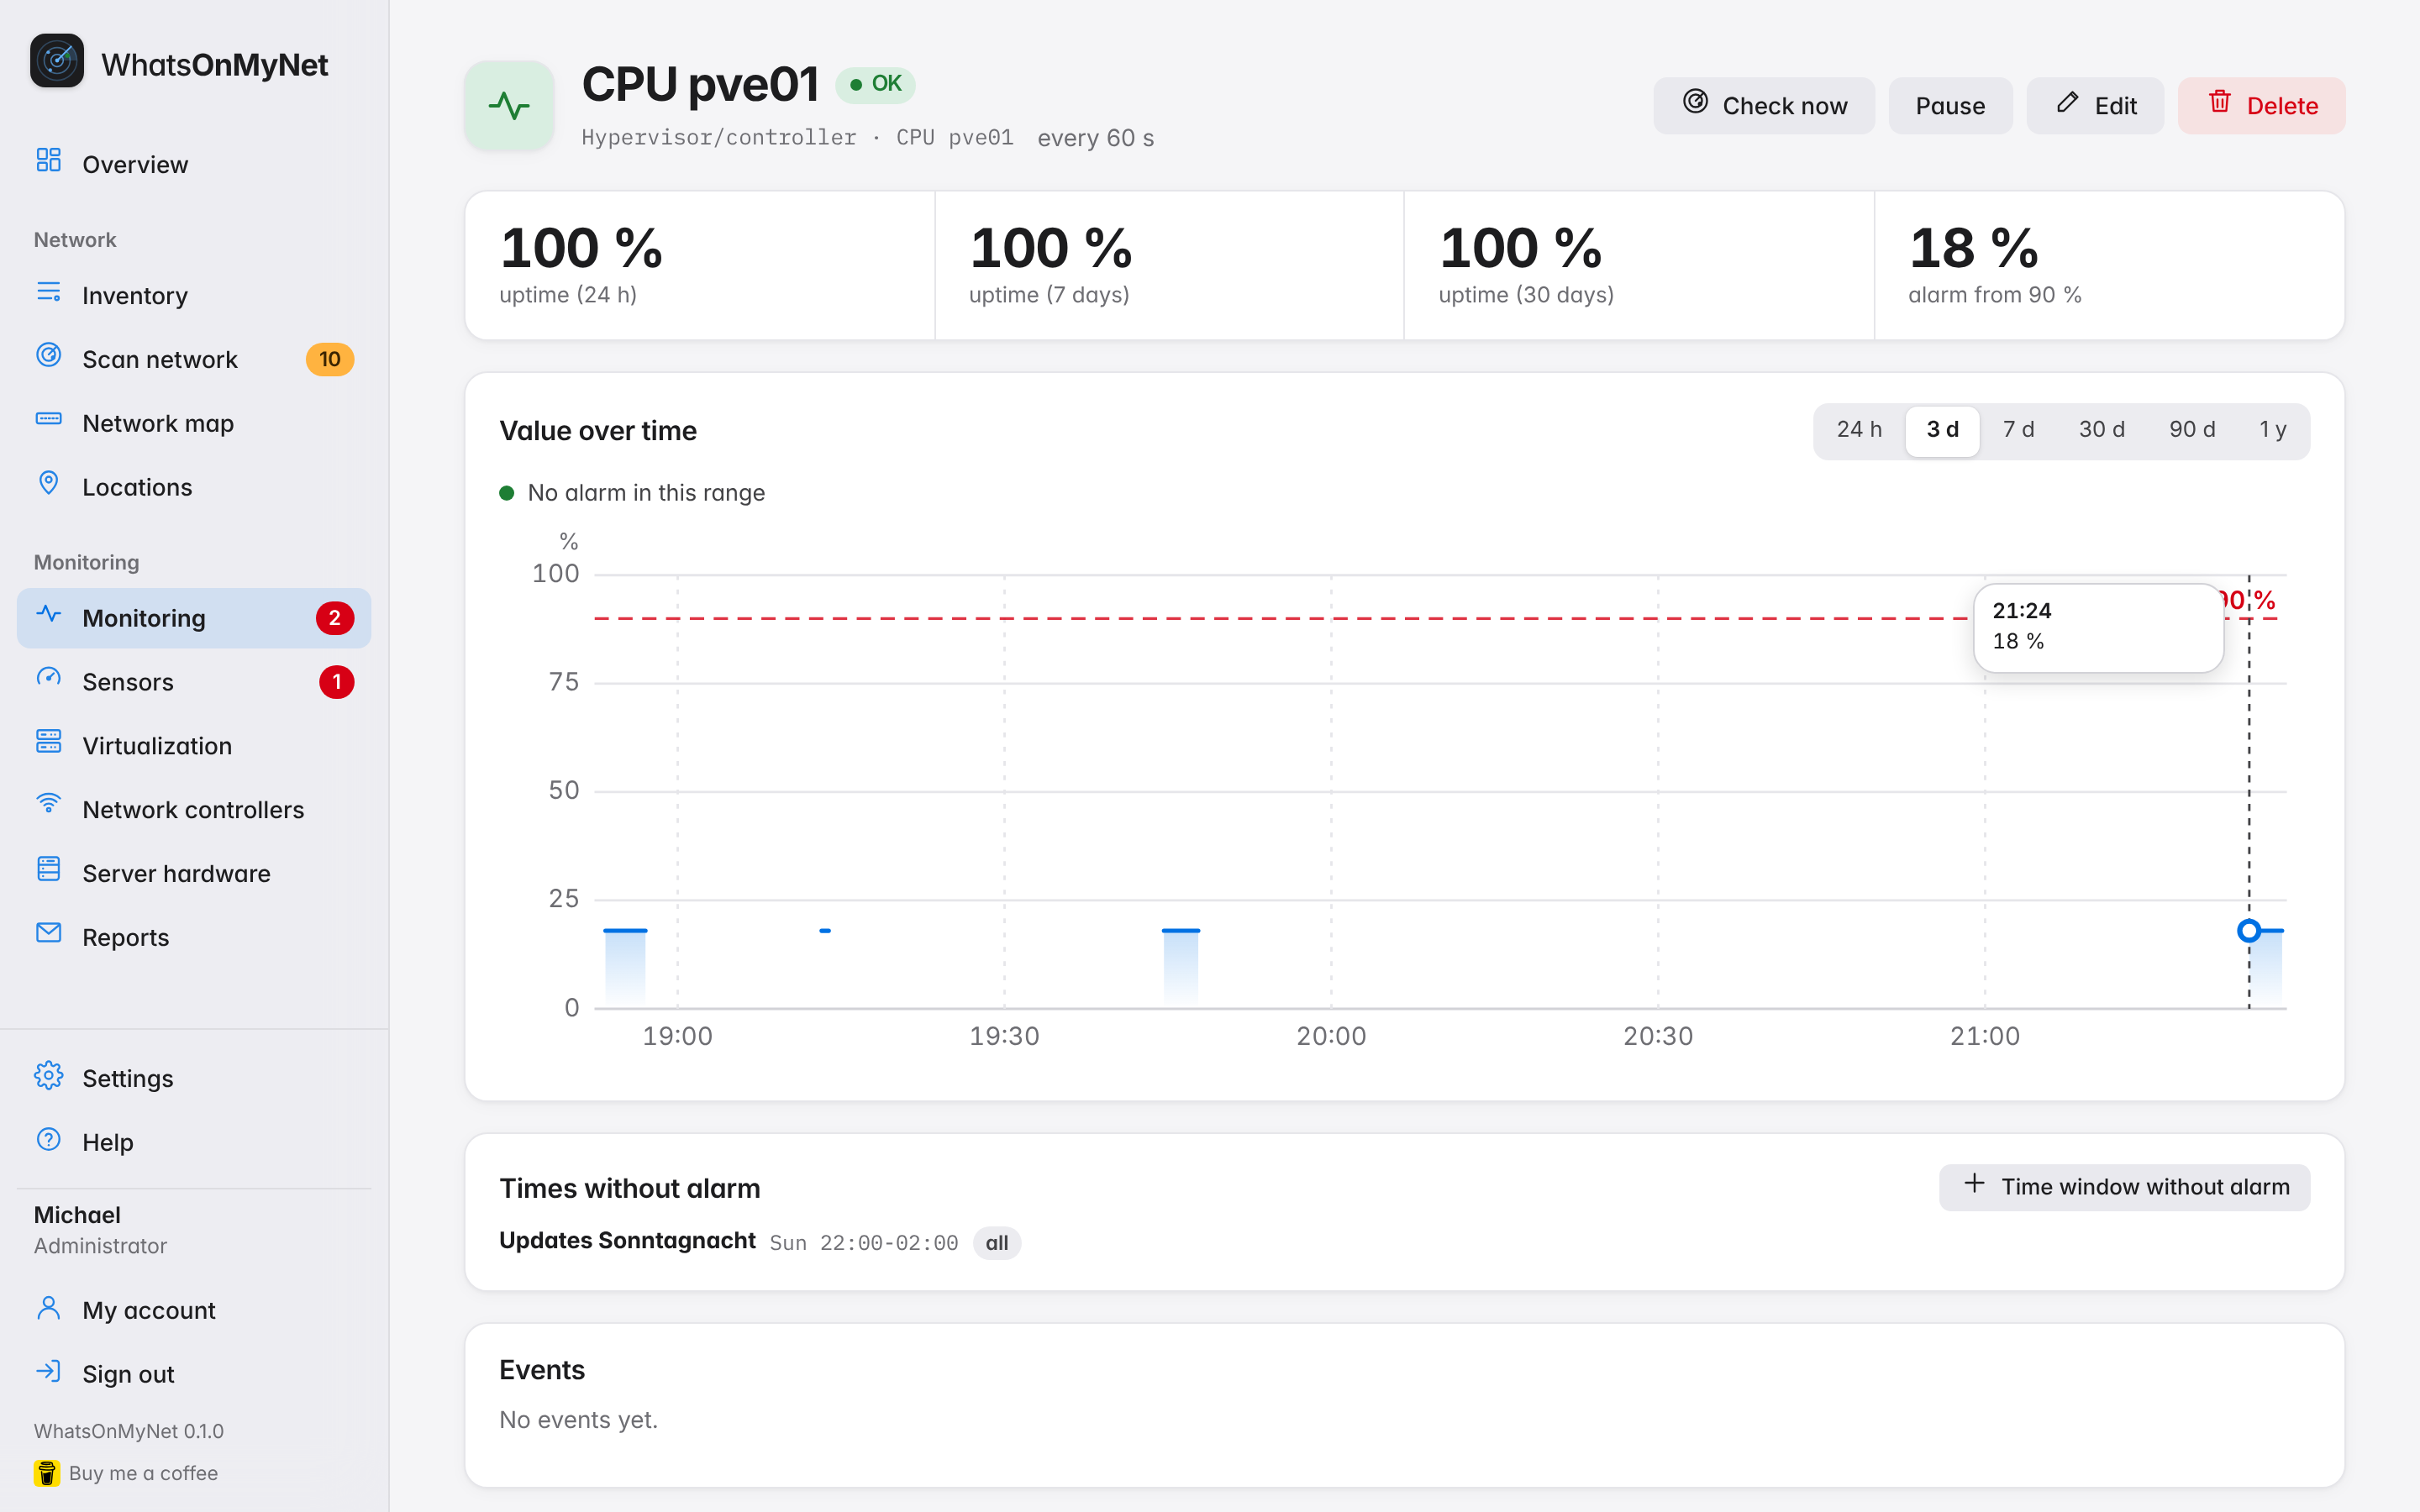 WhatsOnMyNet
Overview
Network
Inventory
Scan network 10
Network map
Locations
Monitoring
Monitoring 2
Sensors 1
Virtualization
Network controllers
Server hardware
Reports
Settings
Help
Michael
Administrator
My account
Sign out
WhatsOnMyNet 0.1.0
Buy me a coffee
CPU pve01 OK
Hypervisor/controller · CPU pve01 every 60 s
Check now Pause Edit Delete
100 %
uptime (24 h)
100 %
uptime (7 days)
100 %
uptime (30 days)
18 %
alarm from 90 %
Value over time
24 h 3 d 7 d 30 d 90 d 1 y
No alarm in this range
%
100
90 %
21:24
18 %
75
50
25
0
19:00 19:30 20:00 20:30 21:00
Times without alarm
+ Time window without alarm
Updates Sonntagnacht Sun 22:00-02:00 all
Events
No events yet.